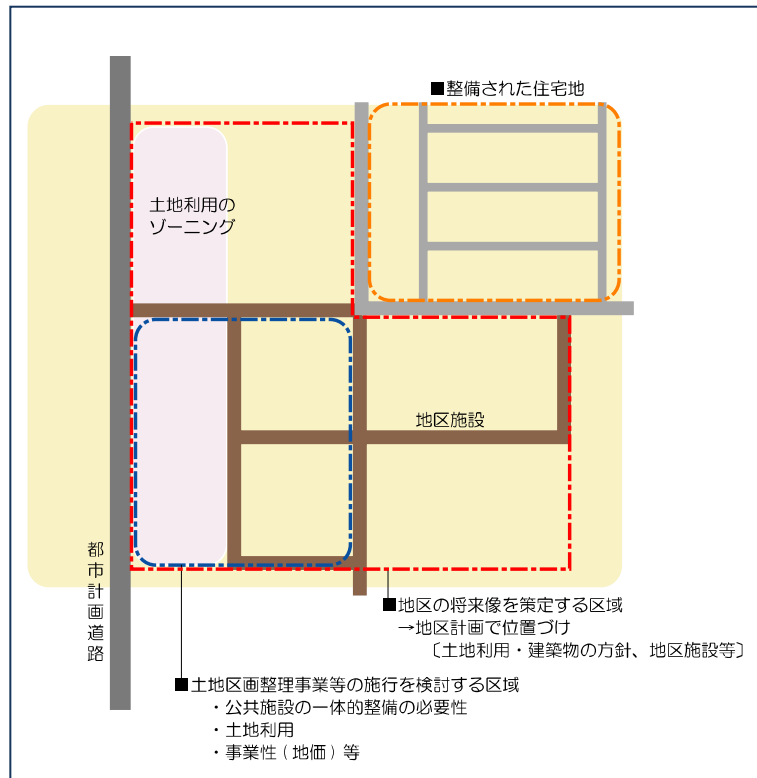 ■整備された住宅地
土地利用の
ゾーニング
地区施設
都市計画道路
■地区の将来像を策定する区域
→地区計画で位置づけ
〔土地利用・建築物の方針、地区施設等〕
■土地区画整理事業等の施行を検討する区域
・公共施設の一体的整備の必要性
・土地利用
・事業性(地価)等